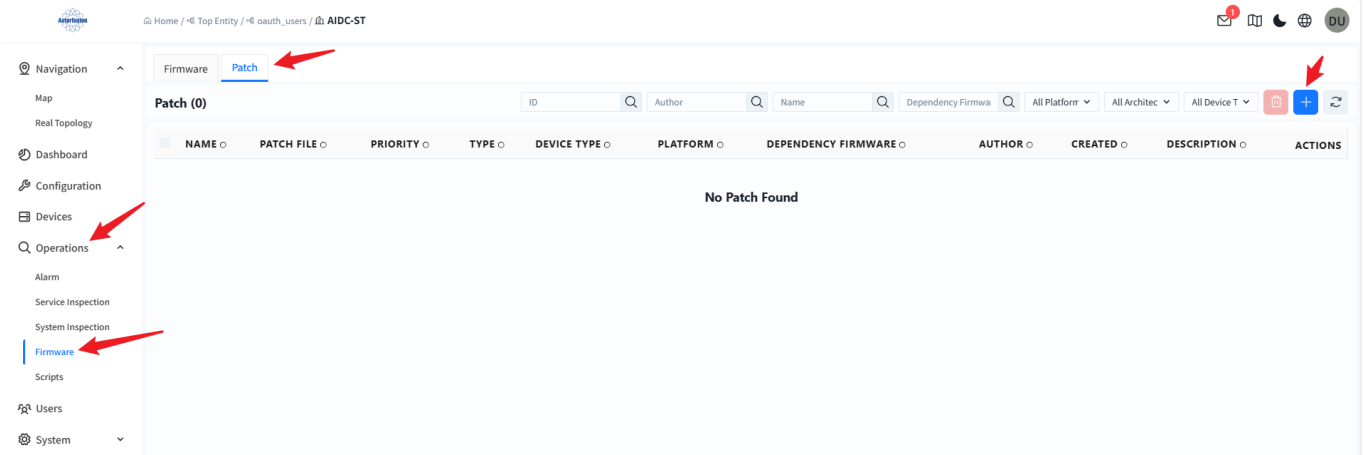 Asterfusion
Home / Top Entity / oauth_users / AIDC-ST
1
DU
Navigation
Map
Real Topology
Dashboard
Configuration
Devices
Operations
Alarm
Service Inspection
System Inspection
Firmware
Scripts
Users
System
Firmware Patch
Patch (0)
ID Author Name Dependency Firmwa All Platform All Architec All Device T
NAME PATCH FILE PRIORITY TYPE DEVICE TYPE PLATFORM DEPENDENCY FIRMWARE AUTHOR CREATED DESCRIPTION ACTIONS
No Patch Found